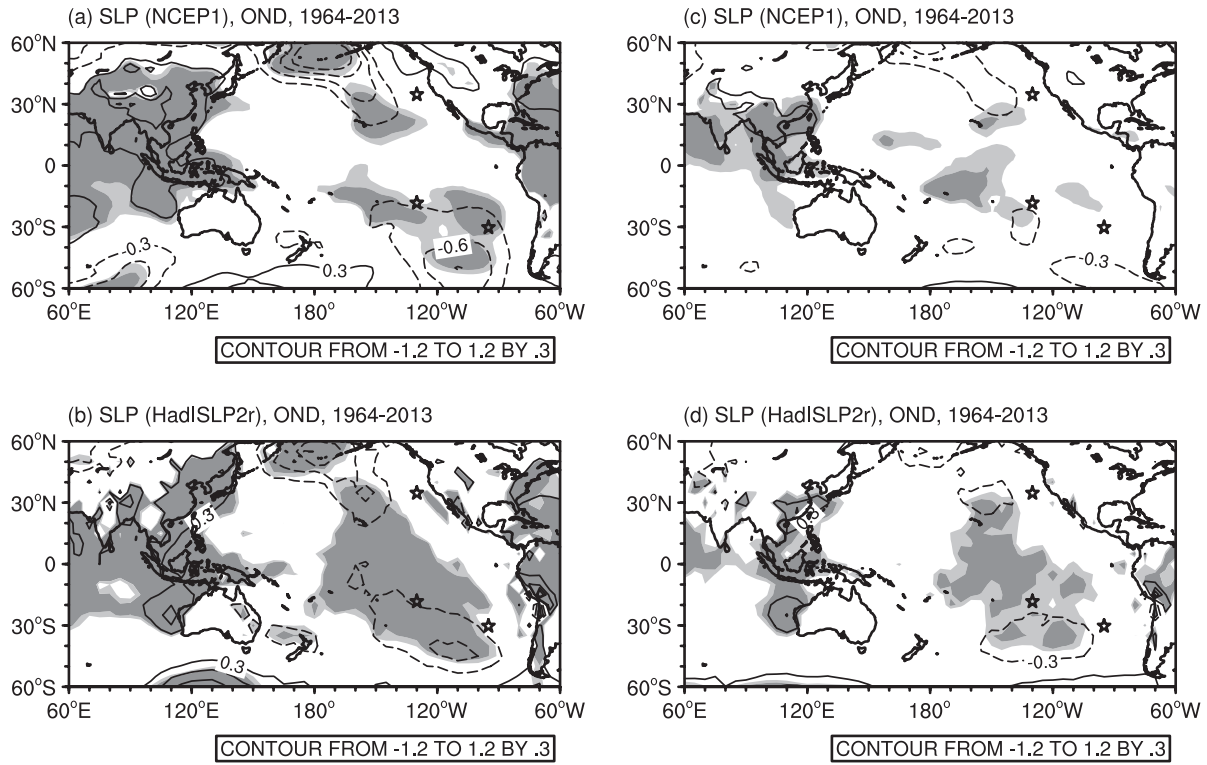 (a) SLP (NCEP1), OND, 1964-2013
60°N
30°N
0
30°S
60°S
-0.3
-0.6
0.3
60°E 120°E 180° 120°W 60°W
CONTOUR FROM -1.2 TO 1.2 BY .3
(c) SLP (NCEP1), OND, 1964-2013
60°N
30°N
0
30°S
60°S
-0.3
60°E 120°E 180° 120°W 60°W
CONTOUR FROM -1.2 TO 1.2 BY .3
(b) SLP (HadISLP2r), OND, 1964-2013
60°N
30°N
0
30°S
60°S
0.3
0.3
60°E 120°E 180° 120°W 60°W
CONTOUR FROM -1.2 TO 1.2 BY .3
(d) SLP (HadISLP2r), OND, 1964-2013
60°N
30°N
0
30°S
60°S
-0.3
60°E 120°E 180° 120°W 60°W
CONTOUR FROM -1.2 TO 1.2 BY .3